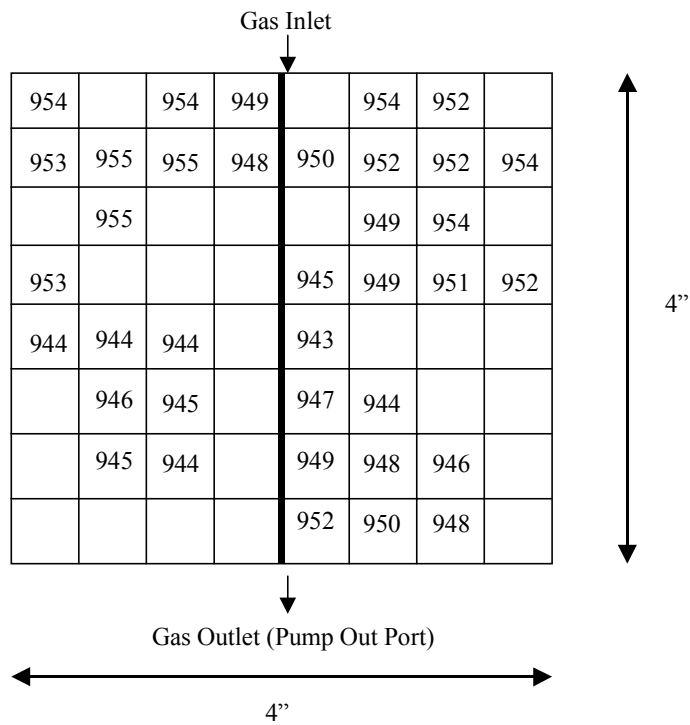 Gas Inlet
954 954 949 954 952
953 955 955 948 950 952 952 954
955 949 954
953 945 949 951 952
4”
944 944 944 943
946 945 947 944
945 944 949 948 946
952 950 948
Gas Outlet (Pump Out Port)
4”